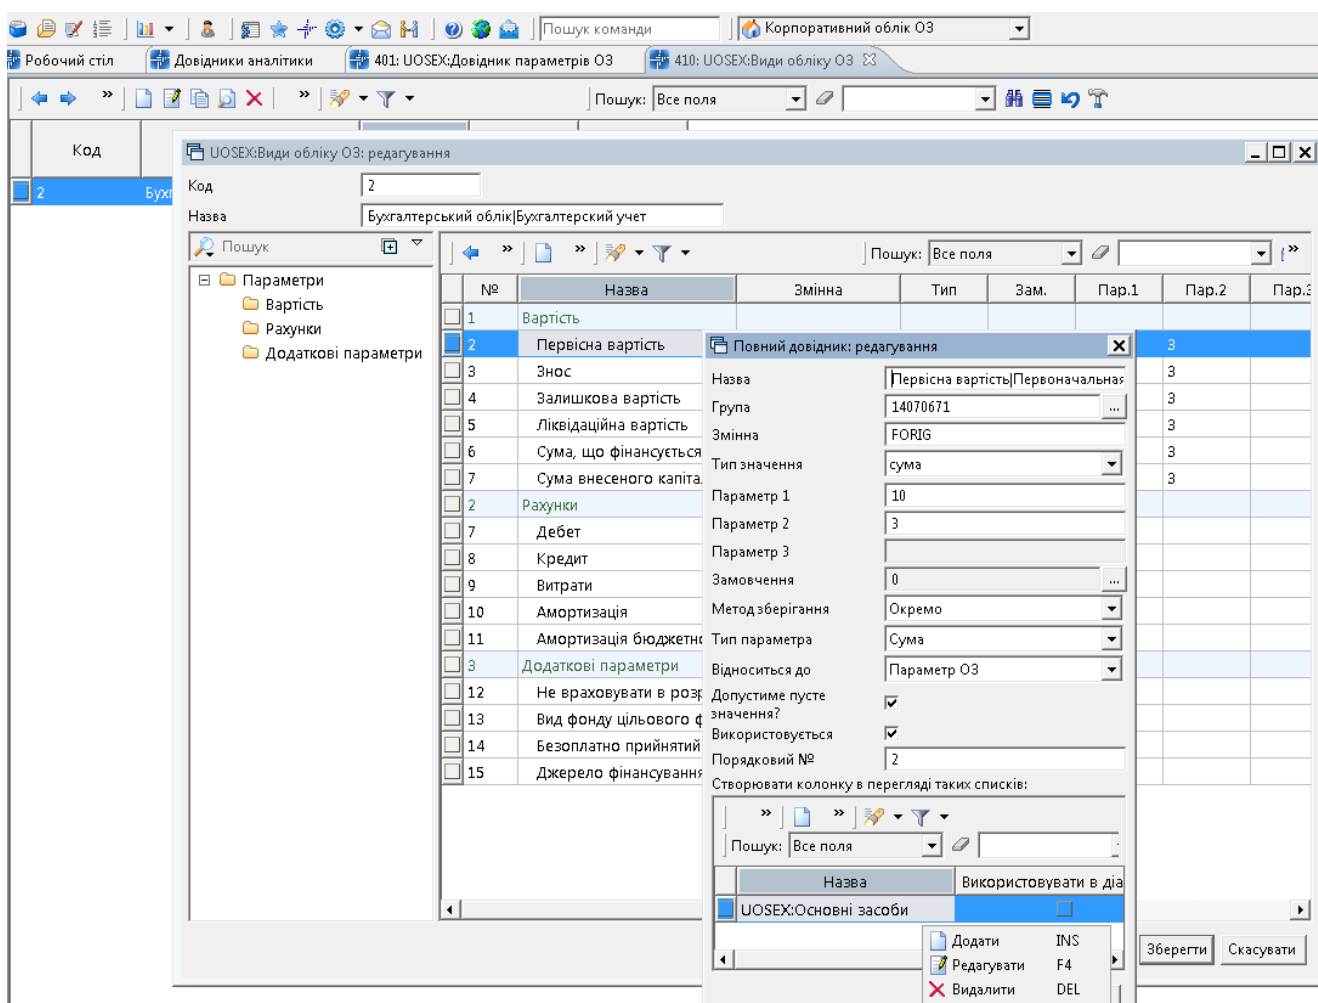 Пошук команди Корпоративний облік ОЗ
Робочий стіл Довідники аналітики 401: UOSEX:Довідник параметрів ОЗ 410: UOSEX:Види обліку ОЗ
Пошук: Все поля
Код
2
UOSEX:Види обліку ОЗ: редагування
Код 2
Назва Бухгалтерський облік|Бухгалтерский учет
Пошук
Параметри
Вартість
Рахунки
Додаткові параметри
Пошук: Все поля
№ Назва Змінна Тип Зам. Пар.1 Пар.2 Пар.3
1 Вартість
2 Первісна вартість 3
3 Знос 3
4 Залишкова вартість 3
5 Ліквідаційна вартість 3
6 Сума, що фінансується 3
7 Сума внесеного 3
2 Рахунки
7 Дебет
8 Кредит
9 Витрати
10 Амортизація
11 Амортизація
3 Додаткові параметри
12 Не враховувати в
13 Вид фонду цільового
14 Безоплатно прийнятий
15 Джерело фінансування
Повний довідник: редагування
Назва Первісна вартість|Первоначальная
Група 14070671 ...
Змінна FORIG
Тип значення сума
Параметр 1 10
Параметр 2 3
Параметр 3
Замовчення 0 ...
Метод зберігання Окремо
Тип параметра Сума
Відноситься до Параметр ОЗ
Допустиме пусте
значення?
Використовується
Порядковий № 2
Створювати колонку в перегляді таких списків:
Пошук: Все поля
Назва Використовувати в діа
UOSEX:Основні засоби
Додати INS
Редагувати F4
Видалити DEL
Зберегти Скасувати